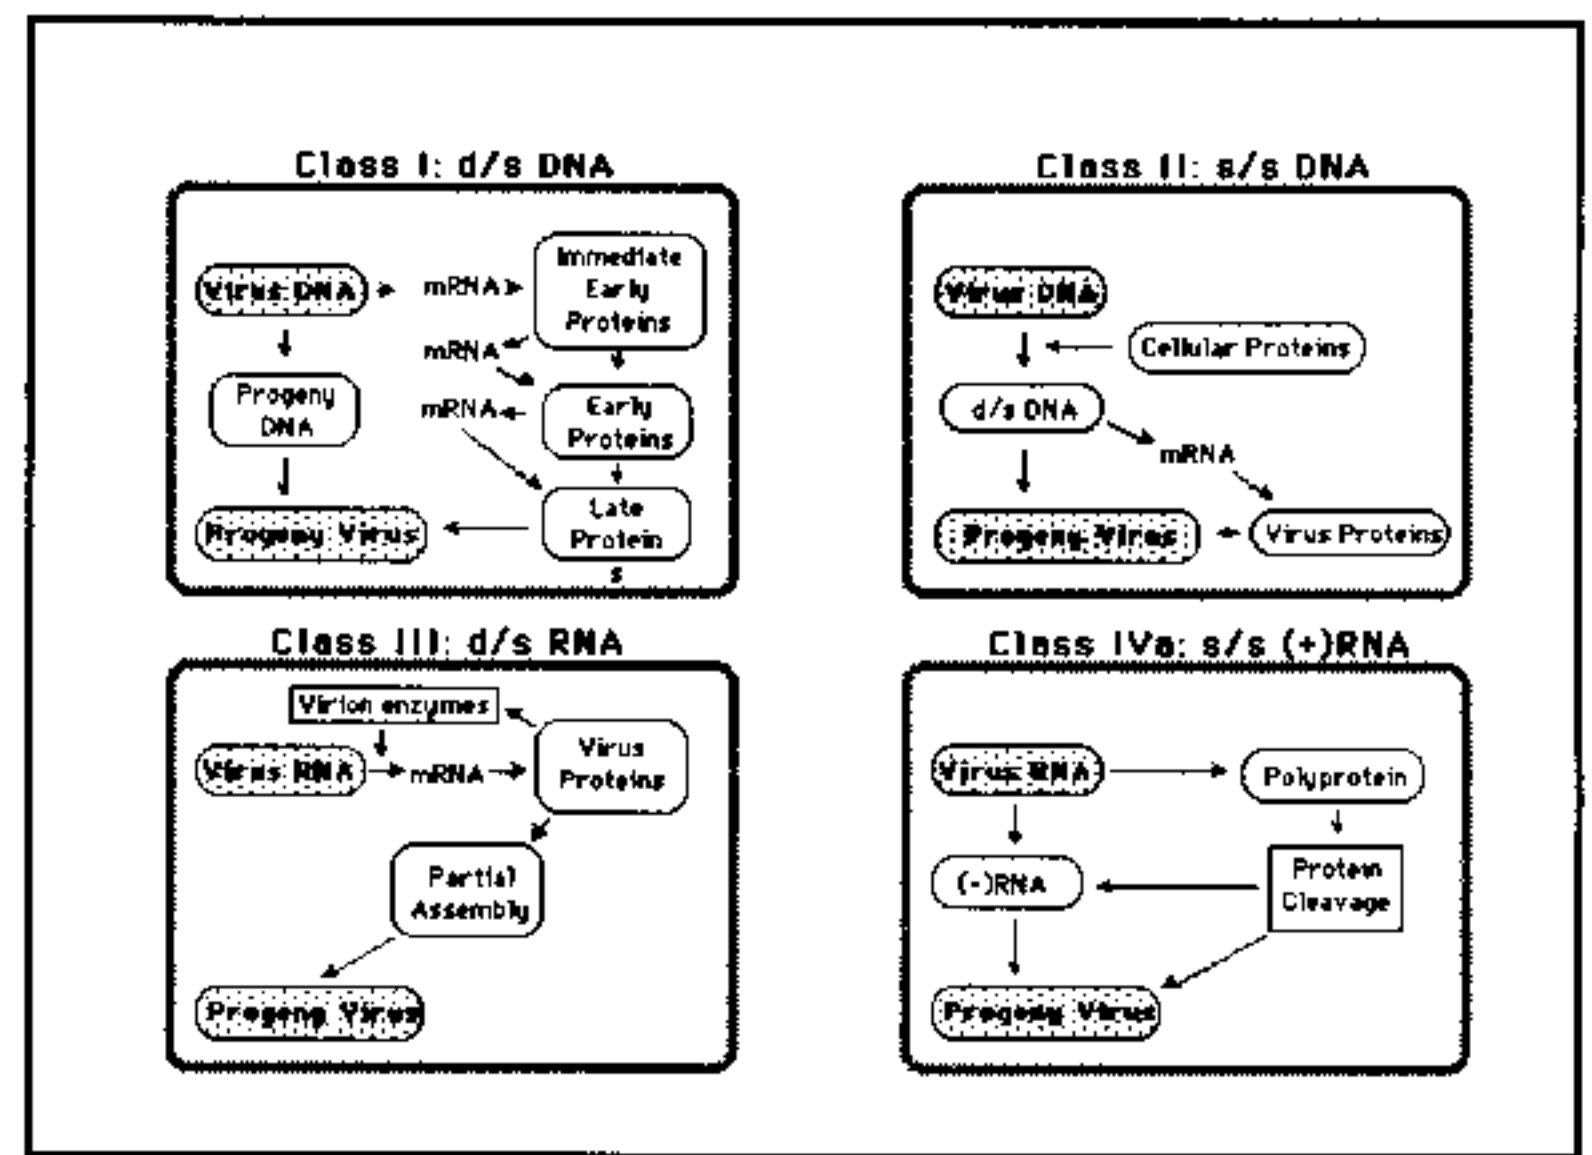 Class I: d/s DNA
Virus DNA
mRNA
Immediate
Early
Proteins
mRNA
Progeny
DNA
mRNA
Early
Proteins
Progeny Virus
Late
Protein
s
Class II: s/s DNA
Virus DNA
Cellular Proteins
d/s DNA
mRNA
Progeny Virus
Virus Proteins
Class III: d/s RNA
Virion enzymes
Virus RNA
mRNA
Virus
Proteins
Partial
Assembly
Progeny Virus
Class IVa: s/s (+)RNA
Virus RNA
Polyprotein
(-)RNA
Protein
Cleavage
Progeny Virus